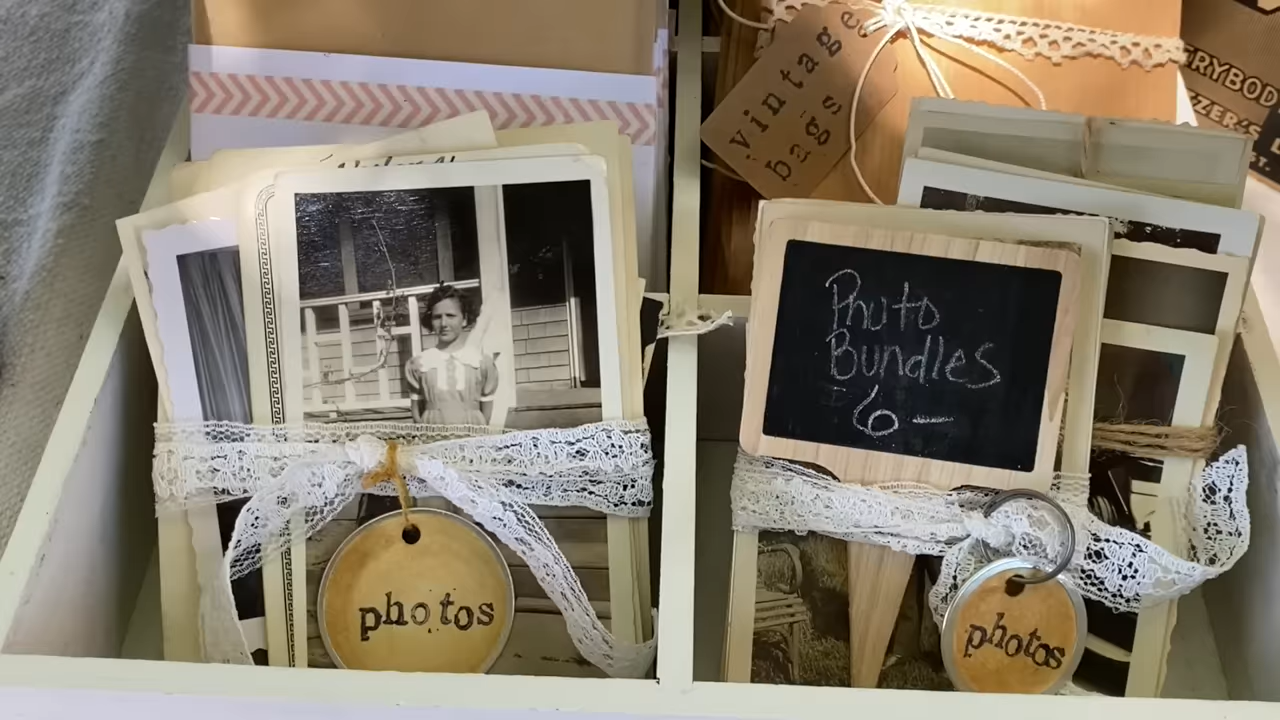 vintage
bags
Photo
Bundles
6—
photos
photos